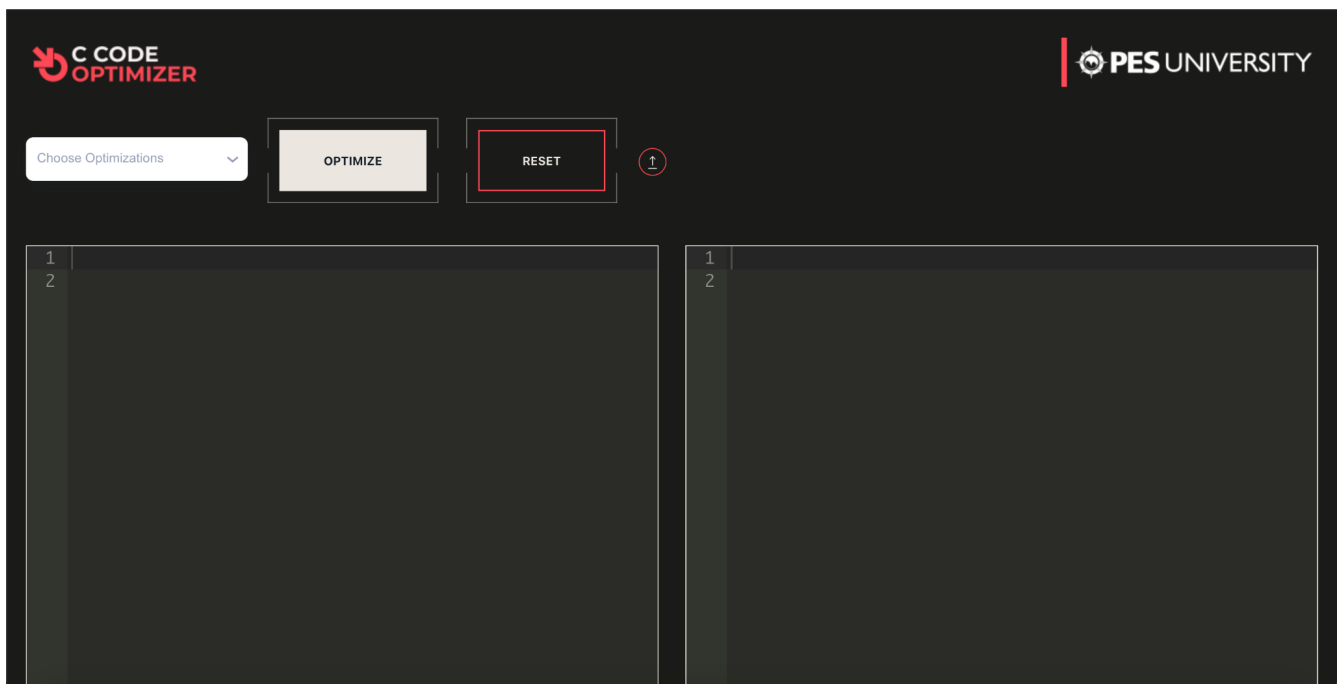 C CODE
OPTIMIZER
PES UNIVERSITY
Choose Optimizations
OPTIMIZE
RESET
1
2
1
2